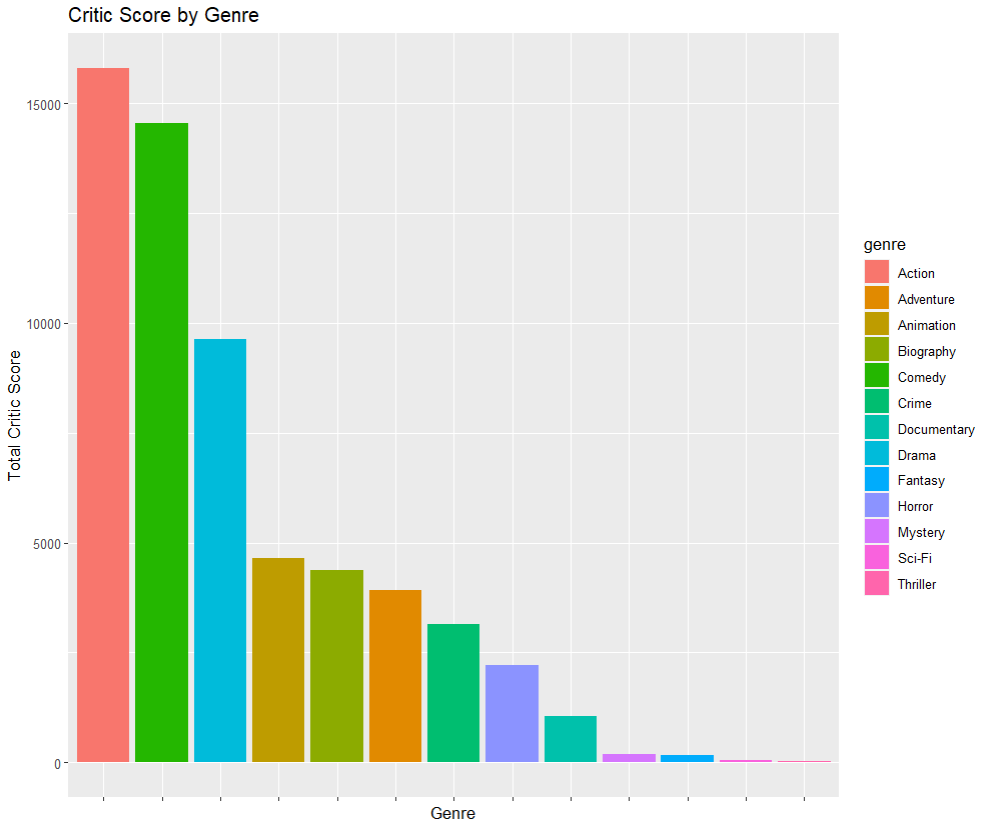 Critic Score by Genre
Total Critic Score
15000
10000
5000
0
Genre
genre
Action
Adventure
Animation
Biography
Comedy
Crime
Documentary
Drama
Fantasy
Horror
Mystery
Sci-Fi
Thriller